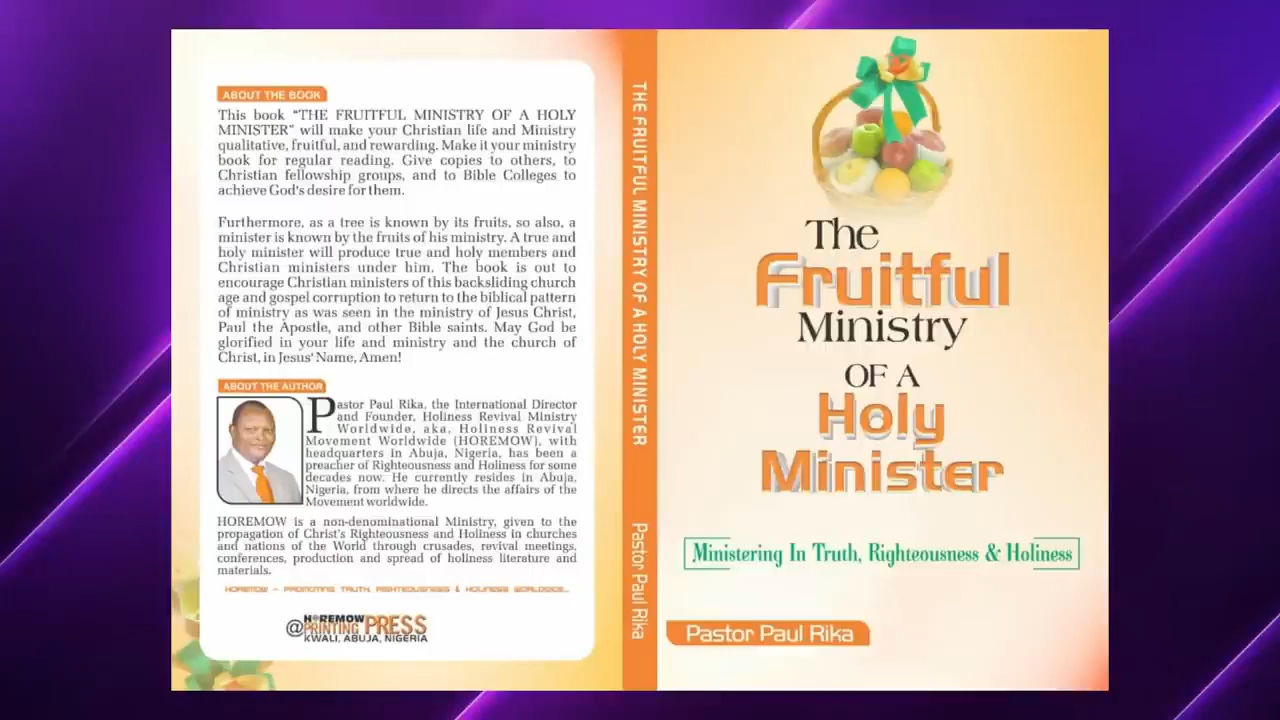 ABOUT THE BOOK
This book “THE FRUITFUL MINISTRY OF A HOLY
MINISTER” will make your Christian life and Ministry
qualitative, fruitful, and rewarding. Make it your ministry
book for regular reading. Give copies to others, to
Christian fellowship groups, and to Bible Colleges to
achieve God's desire for them.
Furthermore, as a tree is known by its fruits, so also, a
minister is known by the fruits of his ministry. A true and
holy minister will produce true and holy members and
Christian ministers under him. The book is out to
encourage Christian ministers of this backsliding church
age and gospel corruption to return to the biblical pattern
of ministry as was seen in the ministry of Jesus Christ,
Paul the Apostle, and other Bible saints. May God be
glorified in your life and ministry and the church of
Christ, in Jesus' Name, Amen!
ABOUT THE AUTHOR
Pastor Paul Rika, the International Director
and Founder, Holiness Revival Ministry
Worldwide, aka, Holiness Revival
Movement Worldwide (HOREMOW), with
headquarters in Abuja, Nigeria, has been a
preacher of Righteousness and Holiness for some
decades now. He currently resides in Abuja,
Nigeria, from where he directs the affairs of the
Movement worldwide.
HOREMOW is a non-denominational Ministry, given to the
propagation of Christ's Righteousness and Holiness in churches
and nations of the World through crusades, revival meetings,
conferences, production and spread of holiness literature and
materials.
HOREMOW - PROMOTING TRUTH, RIGHTEOUSNESS & HOLINESS WORLDWIDE...
@HOREMOW PRINTING PRESS
KWALI, ABUJA, NIGERIA
THE FRUITFUL MINISTRY OF A HOLY MINISTER
Pastor Paul Rika
The
Fruitful
Ministry
OF A
Holy
Minister
Ministering In Truth, Righteousness & Holiness
Pastor Paul Rika